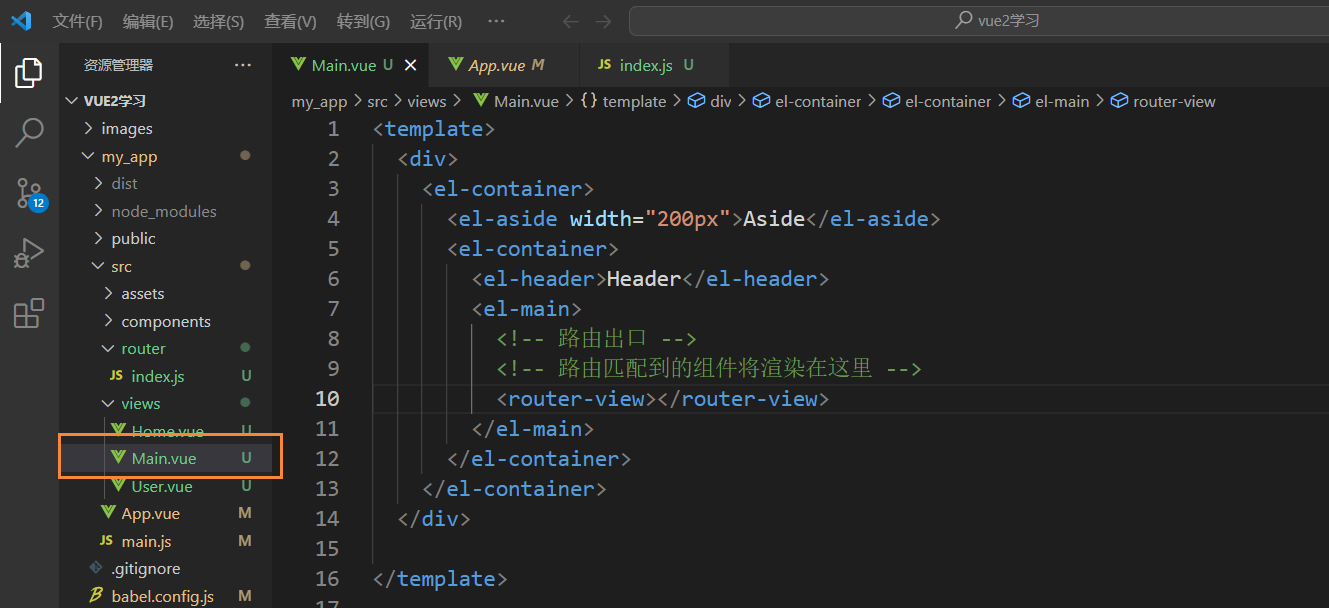 文件(F) 编辑(E) 选择(S) 查看(V) 转到(G) 运行(R) ··· vue2学习
资源管理器 ···
Main.vue U App.vue M JS index.js U
VUE2学习
my_app > src > views > Main.vue > {} template > div > el-container > el-container > el-main > router-view
images
my_app
dist
node_modules
public
src
assets
components
router
JS index.js U
views
Home.vue U
Main.vue U
User.vue U
App.vue M
JS main.js M
.gitignore
babel.config.js M
12
1 <template>
2 <div>
3 <el-container>
4 <el-aside width="200px">Aside</el-aside>
5 <el-container>
6 <el-header>Header</el-header>
7 <el-main>
8 <!-- 路由出口 -->
9 <!-- 路由匹配到的组件将渲染在这里 -->
10 <router-view></router-view>
11 </el-main>
12 </el-container>
13 </el-container>
14 </div>
15
16 </template>
17